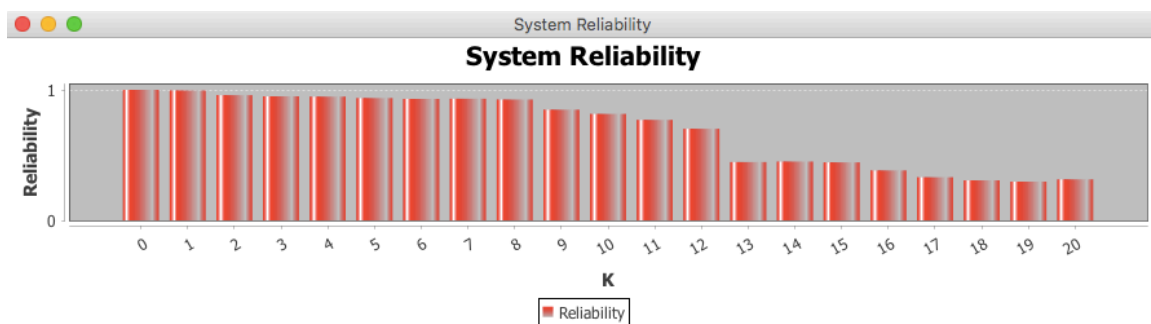 System Reliability
System Reliability
Reliability
1
0
0 1 2 3 4 5 6 7 8 9 10 11 12 13 14 15 16 17 18 19 20
K
Reliability